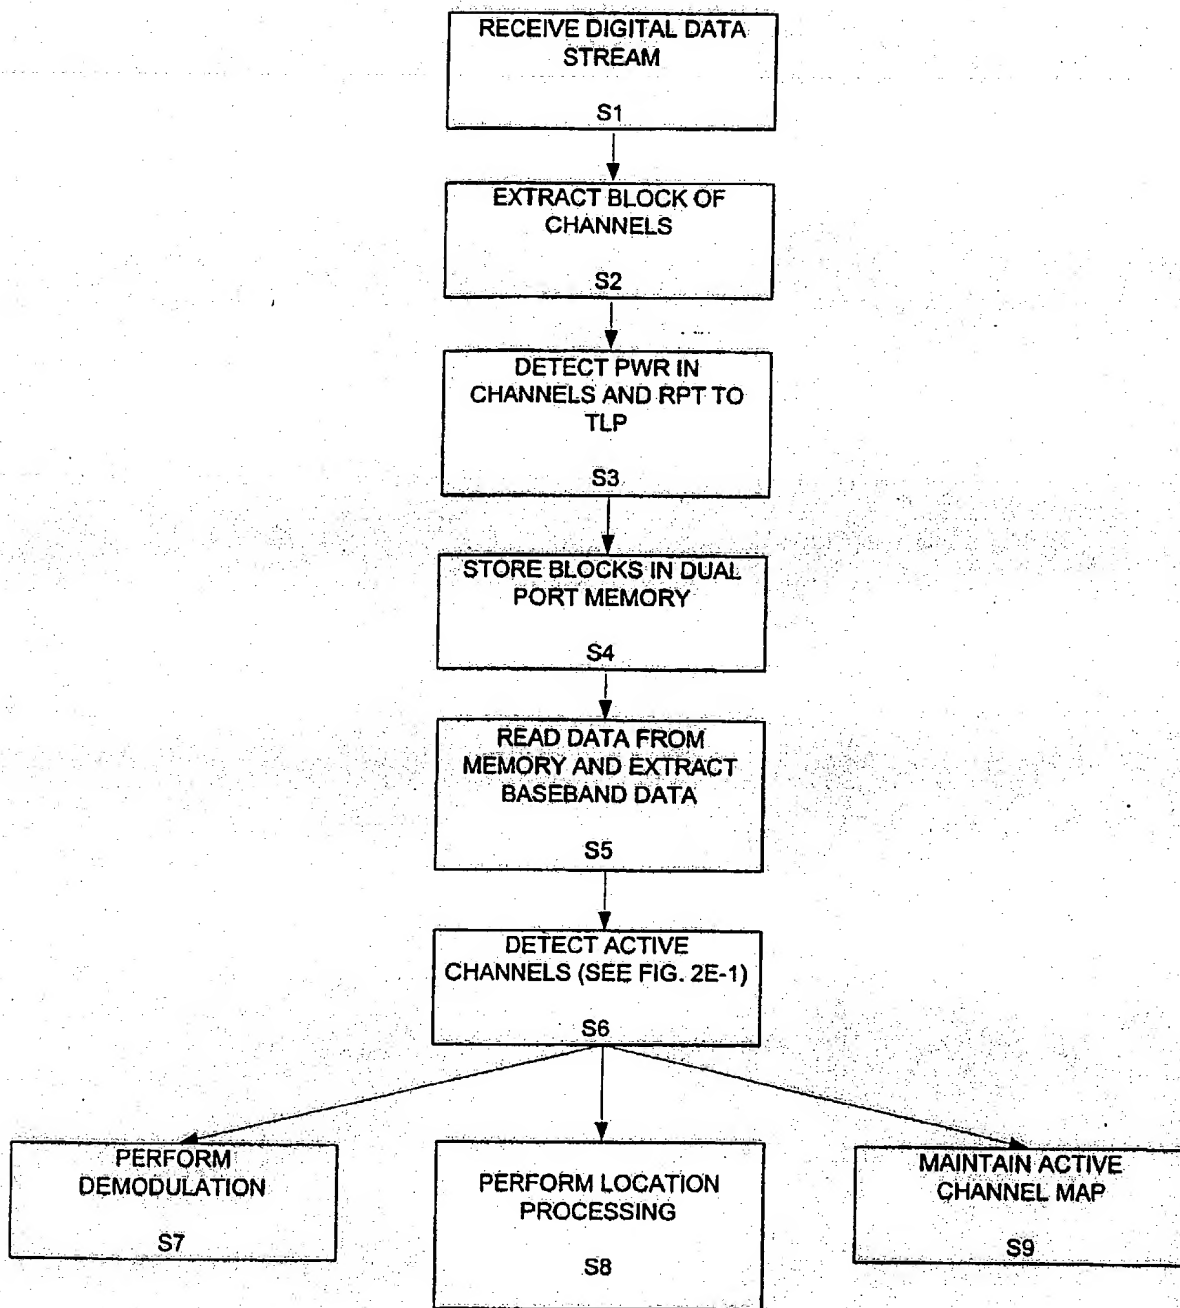 RECEIVE DIGITAL DATA
STREAM
S1
EXTRACT BLOCK OF
CHANNELS
S2
DETECT PWR IN
CHANNELS AND RPT TO
TLP
S3
STORE BLOCKS IN DUAL
PORT MEMORY
S4
READ DATA FROM
MEMORY AND EXTRACT
BASEBAND DATA
S5
DETECT ACTIVE
CHANNELS (SEE FIG. 2E-1)
S6
PERFORM
DEMODULATION
S7
PERFORM LOCATION
PROCESSING
S8
MAINTAIN ACTIVE
CHANNEL MAP
S9